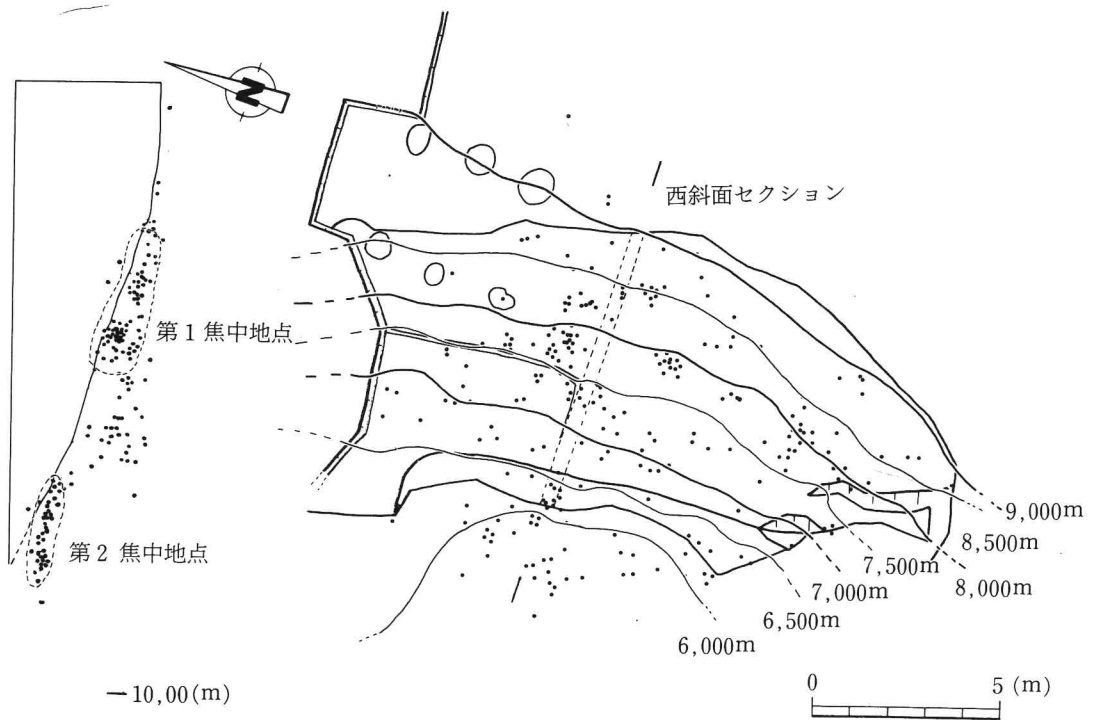 N
西斜面セクション
第1焦中地点
第2 焦中地点
9,000m
8,500m
8,000m
7,500m
7,000m
6,500m
6,000m
10,00(m)
0 5 (m)